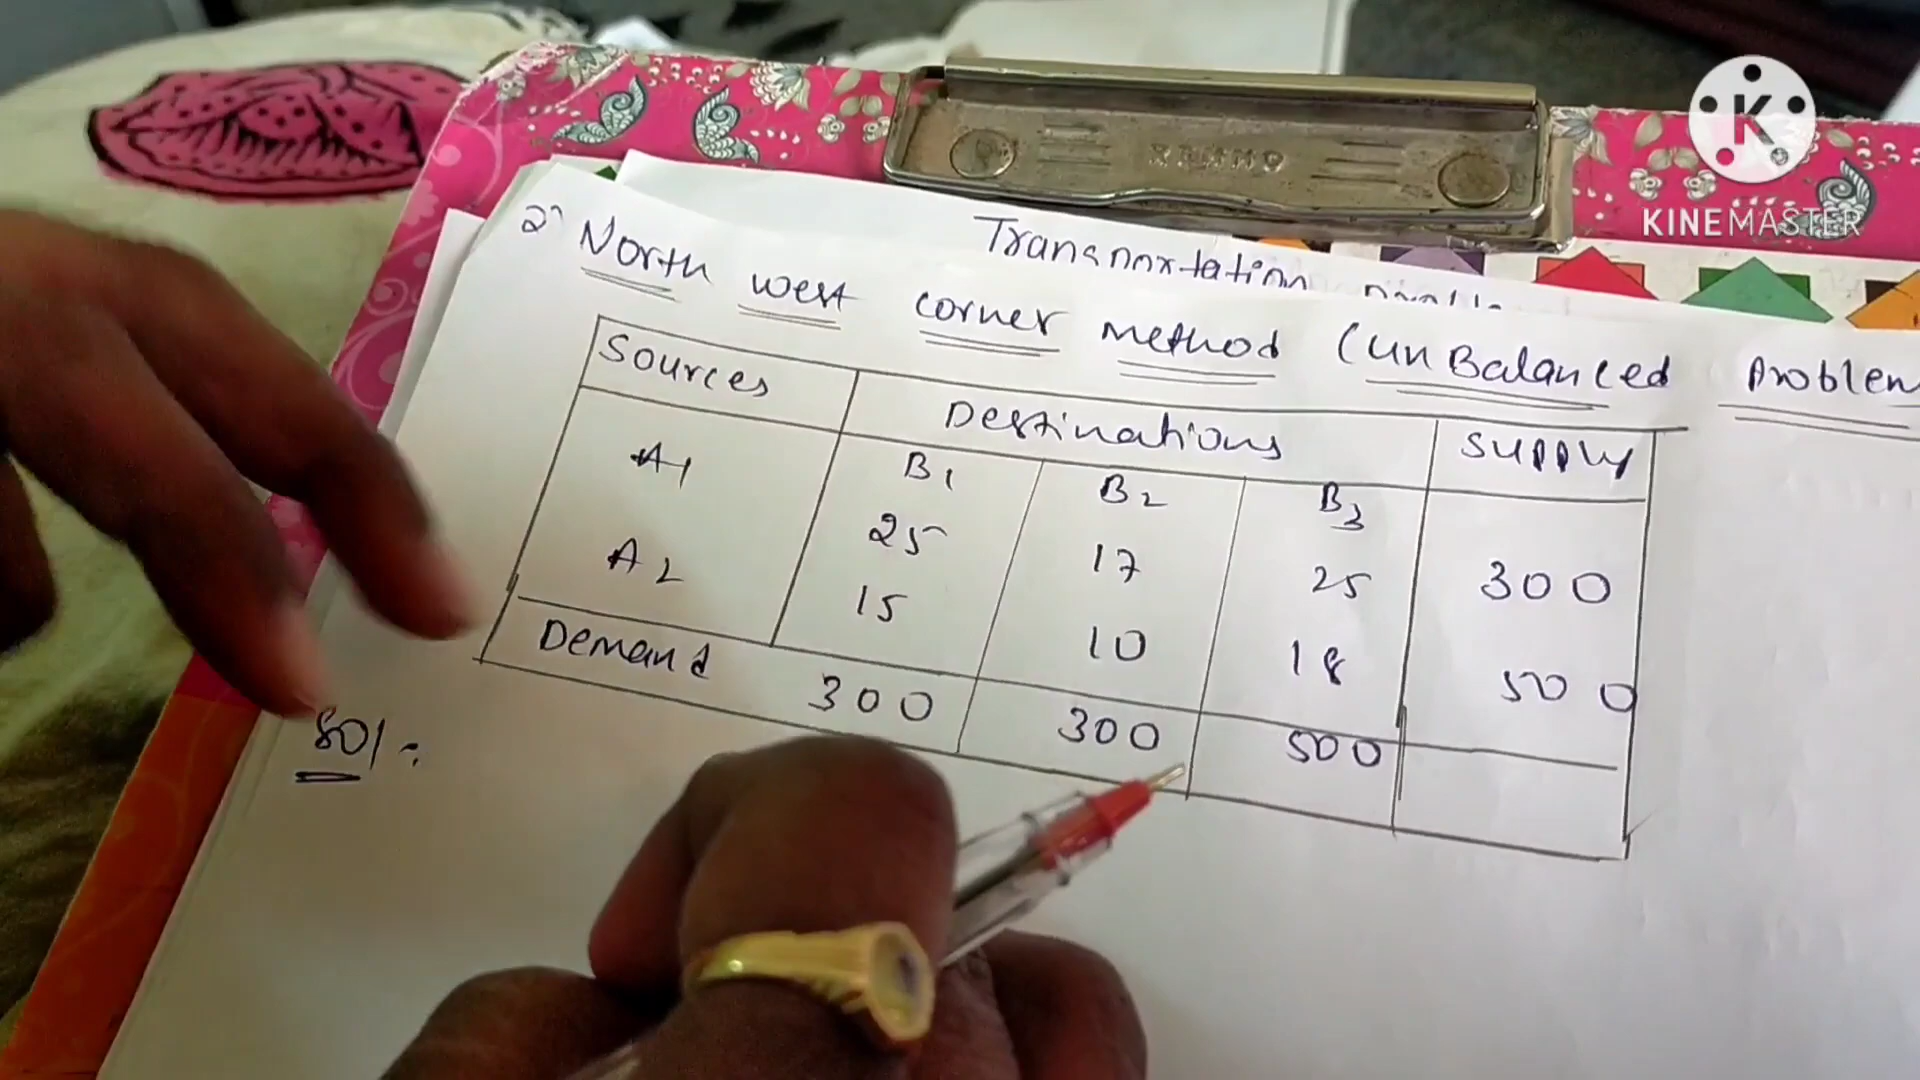 KINEMASTER
Transportation
2) North west corner method (UnBalanced Problem
Sources Destinations Supply
B1 B2 B3
A1 25 17 25 300
A2 15 10 18 500
Demand 300 300 500
Sol: